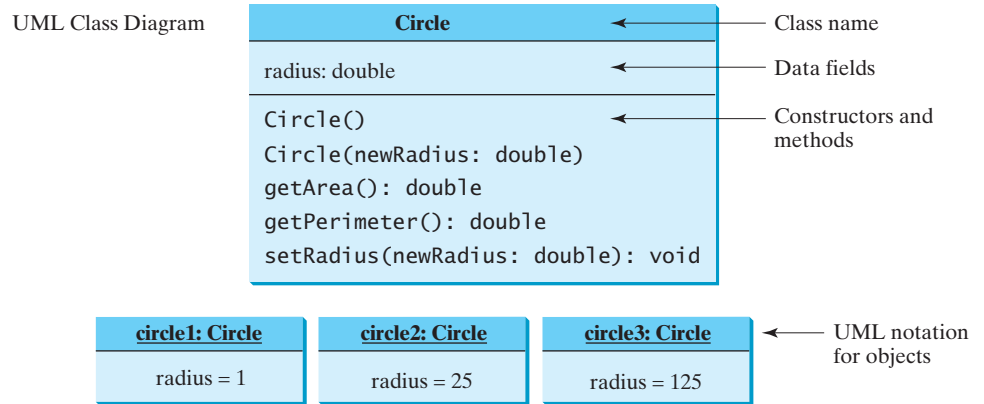 UML Class Diagram
Circle
Class name
radius: double
Data fields
Circle()
Constructors and
methods
Circle(newRadius: double)
getArea(): double
getPerimeter(): double
setRadius(newRadius: double): void
circle1: Circle
circle2: Circle
circle3: Circle
UML notation
for objects
radius = 1
radius = 25
radius = 125